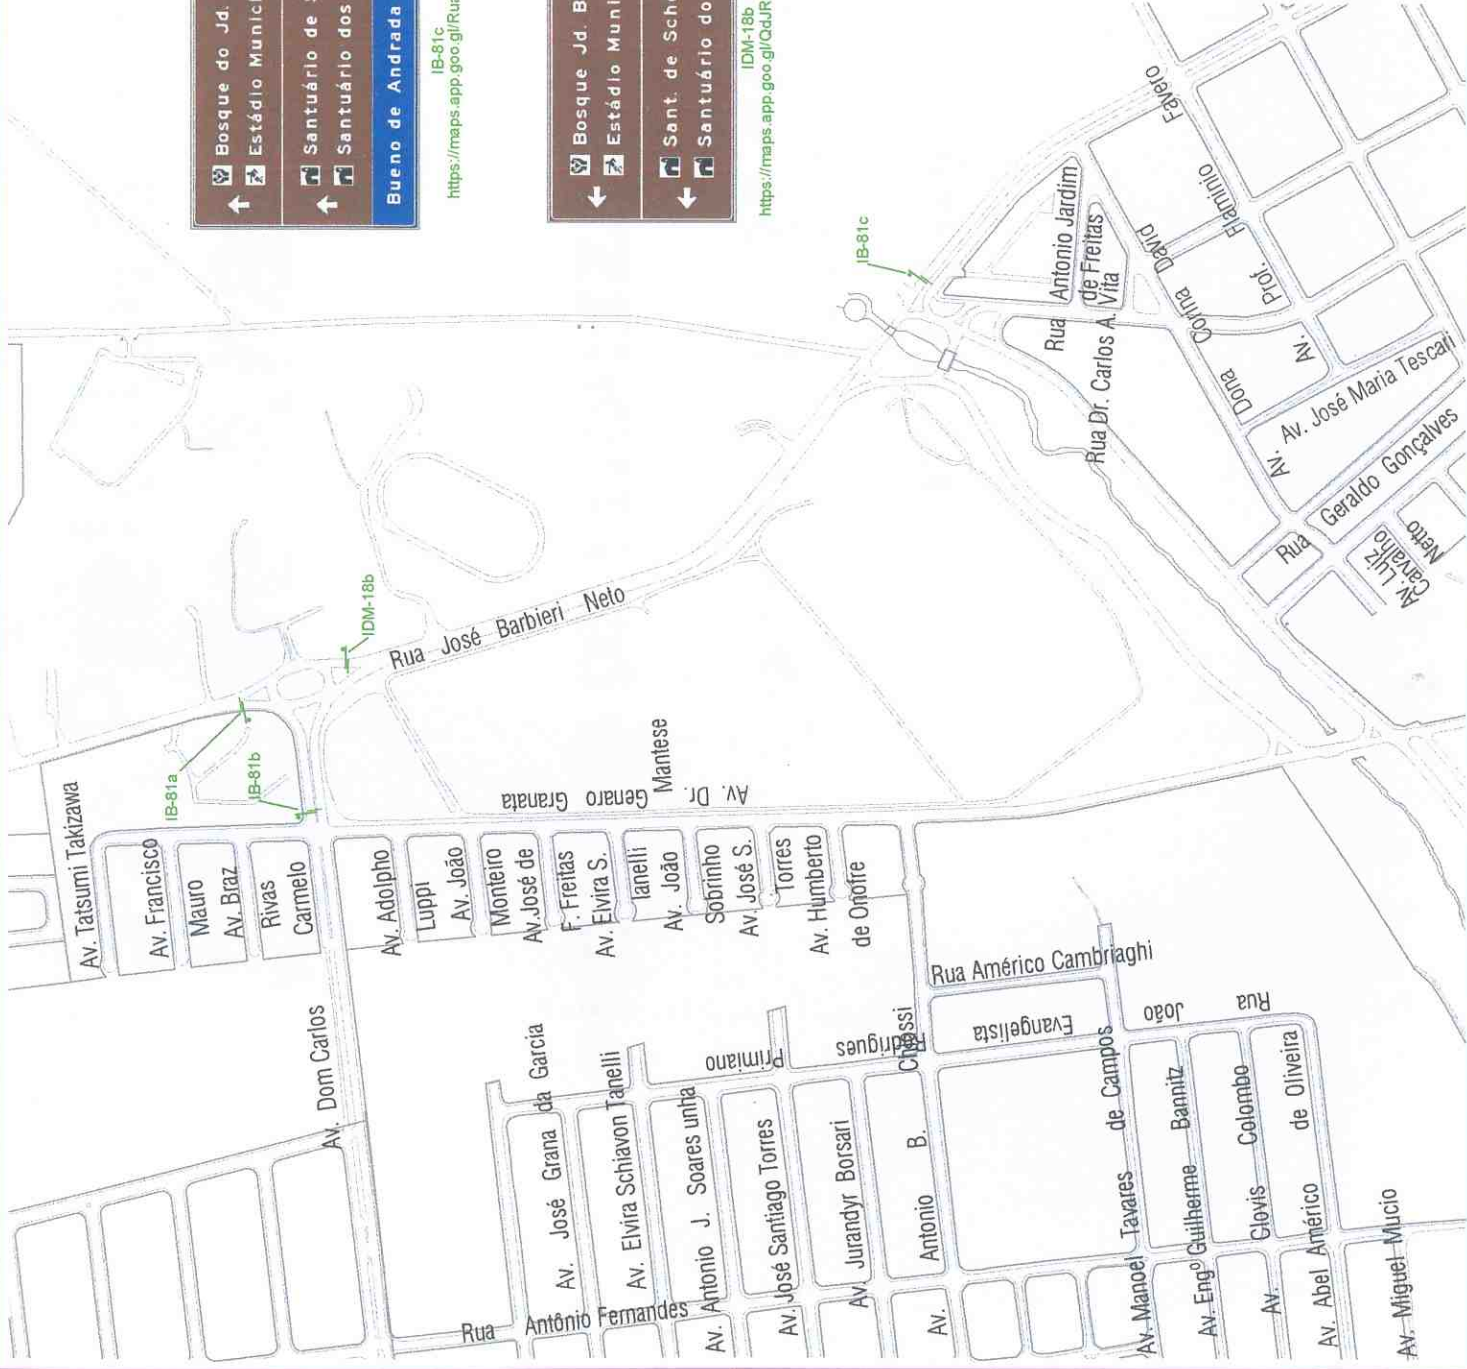 Bosque do Jd.
Estádio Munici
Santuário de
Santuário dos
Bueno de Andrada
IB-81c
https://maps.app.goo.gl/Rua
Bosque Jd. B
Estádio Muni
Sant. de Scho
Santuário do
IDM-18b
https://maps.app.goo.gl/QdJR
IB-81c
IDM-18b
IB-81a
IB-81b
Favero
Flaminio
Prof.
Av.
David
Corina
Dona
Av.
Rua Antonio Jardim
de Freitas
Rua Dr. Carlos A. Vita
Av. José Maria Tescari
Rua Geraldo Gonçalves
Av. Luiz
Carvalho
Netto
Rua José Barbieri Neto
Av. Dr. Genaro Granata
Mantese
Av. Tatsumi Takizawa
Av. Francisco
Mauro
Av. Braz
Rivas
Carmelo
Av. Dom Carlos
Av. Adolpho
Luppi
Av. João
Monteiro
Av.José de
F. Freitas
Av. Elvira S.
Ianelli
Av. João
Sobrinho
Av. José S.
Torres
Av. Humberto
de Onofre
Rua Américo Cambriaghi
Rua João Evangelista Rodrigues Primiano
Av. José Grana da Garcia
Av. Elvira Schiavon Tanelli
Av. Antonio J. Soares unha
Av. José Santiago Torres
Av. Jurandyr Borsari
Av. Antonio B.
Av. Manoel Tavares de Campos
Av. Engº Guilherme Bannitz
Av. Clovis Colombo
Av. Abel Américo de Oliveira
Av. Miguel Mucio
Rua Antônio Fernandes